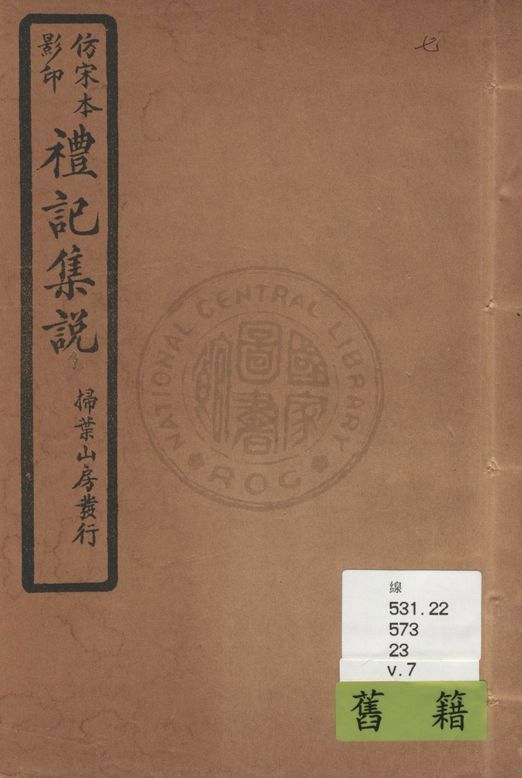 仿宋本
影印
禮記集說
掃葉山房發行
七
NATIONAL CENTRAL LIBRARY
國家圖書館
ROC
線
531.22
573
23
v.7
舊籍